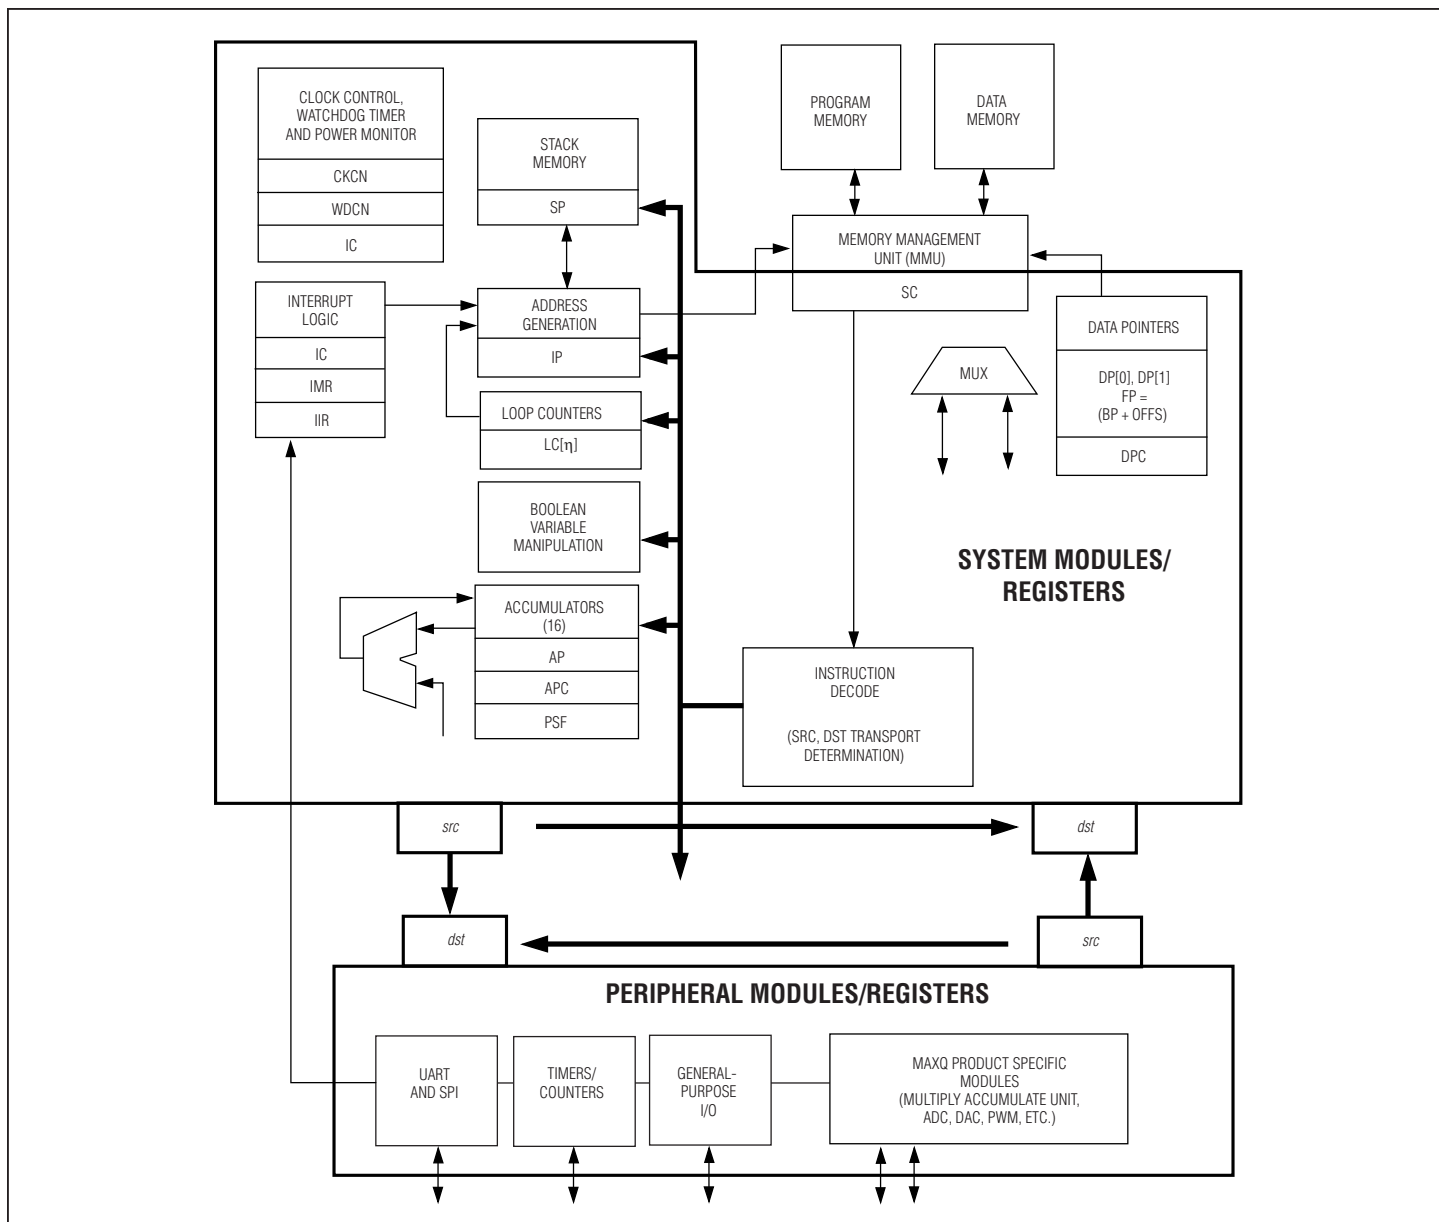 CLOCK CONTROL,
WATCHDOG TIMER
AND POWER MONITOR
CKCN
WDCN
IC
STACK
MEMORY
SP
PROGRAM
MEMORY
DATA
MEMORY
MEMORY MANAGEMENT
UNIT (MMU)
SC
INTERRUPT
LOGIC
IC
IMR
IIR
ADDRESS
GENERATION
IP
LOOP COUNTERS
LC[η]
MUX
DATA POINTERS
DP[0], DP[1]
FP =
(BP + OFFS)
DPC
BOOLEAN
VARIABLE
MANIPULATION
SYSTEM MODULES/
REGISTERS
ACCUMULATORS
(16)
AP
APC
PSF
INSTRUCTION
DECODE
(SRC, DST TRANSPORT
DETERMINATION)
src
dst
dst
src
PERIPHERAL MODULES/REGISTERS
UART
AND SPI
TIMERS/
COUNTERS
GENERAL-
PURPOSE
I/O
MAXQ PRODUCT SPECIFIC
MODULES
(MULTIPLY ACCUMULATE UNIT,
ADC, DAC, PWM, ETC.)